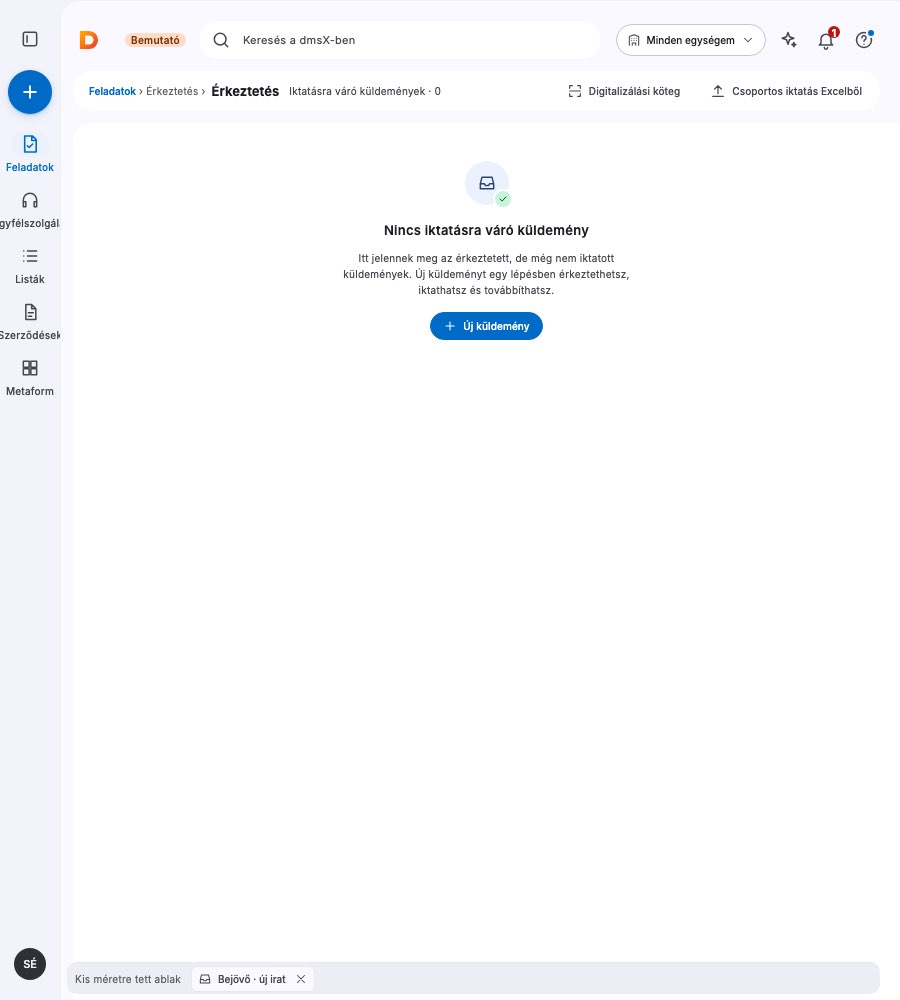 Bemutató
Keresés a dmsX-ben
Minden egységem
1
Feladatok › Érkeztetés › Érkeztetés Iktatásra váró küldemények · 0
Digitalizálási köteg
Csoportos iktatás Excelből
Feladatok
gyfélszolgál
Listák
Szerződések
Metaform
Nincs iktatásra váró küldemény
Itt jelennek meg az érkeztetett, de még nem iktatott
küldemények. Új küldeményt egy lépésben érkeztethetsz,
iktathatsz és továbbíthatsz.
Új küldemény
SÉ
Kis méretre tett ablak
Bejövő · új irat